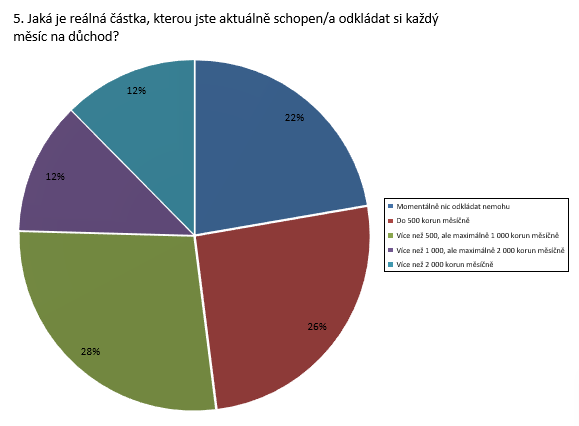 5. Jaká je reálná částka, kterou jste aktuálně schopen/a odkládat si každý
měsíc na důchod?
12%
22%
12%
28%
26%
Momentálně nic odkládat nemohu
Do 500 korun měsíčně
Více než 500, ale maximálně 1 000 korun měsíčně
Více než 1 000, ale maximálně 2 000 korun měsíčně
Více než 2 000 korun měsíčně